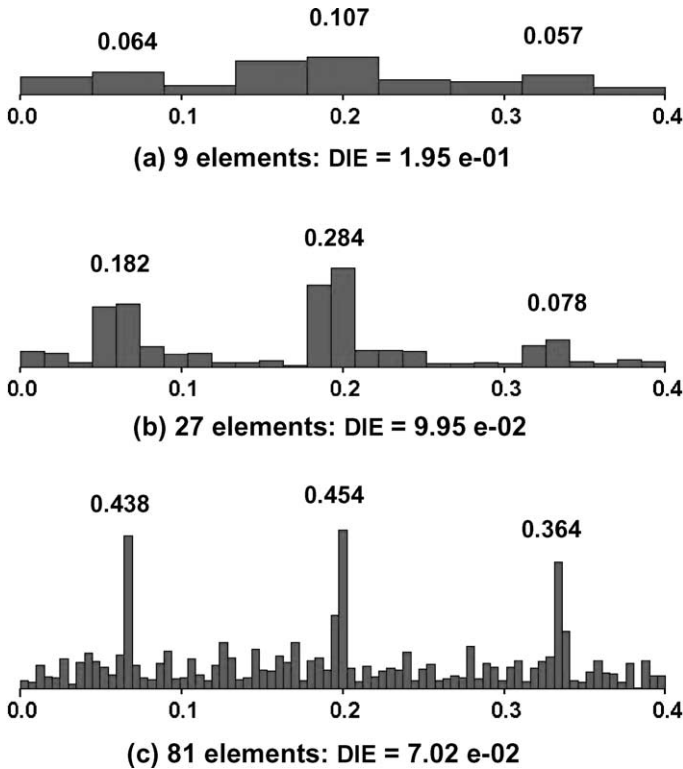 0.064 0.107 0.057
0.0 0.1 0.2 0.3 0.4
(a) 9 elements: DIE = 1.95 e-01
0.182 0.284 0.078
0.0 0.1 0.2 0.3 0.4
(b) 27 elements: DIE = 9.95 e-02
0.438 0.454 0.364
0.0 0.1 0.2 0.3 0.4
(c) 81 elements: DIE = 7.02 e-02